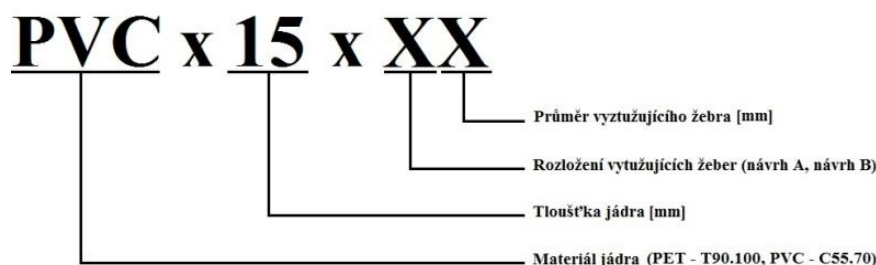 PVC x 15 x XX
Průměr vyztužujícího žebra [mm]
Rozložení vytužujících žeber (návrh A, návrh B)
Tloušťka jádra [mm]
Materiál jádra (PET - T90.100, PVC - C55.70)